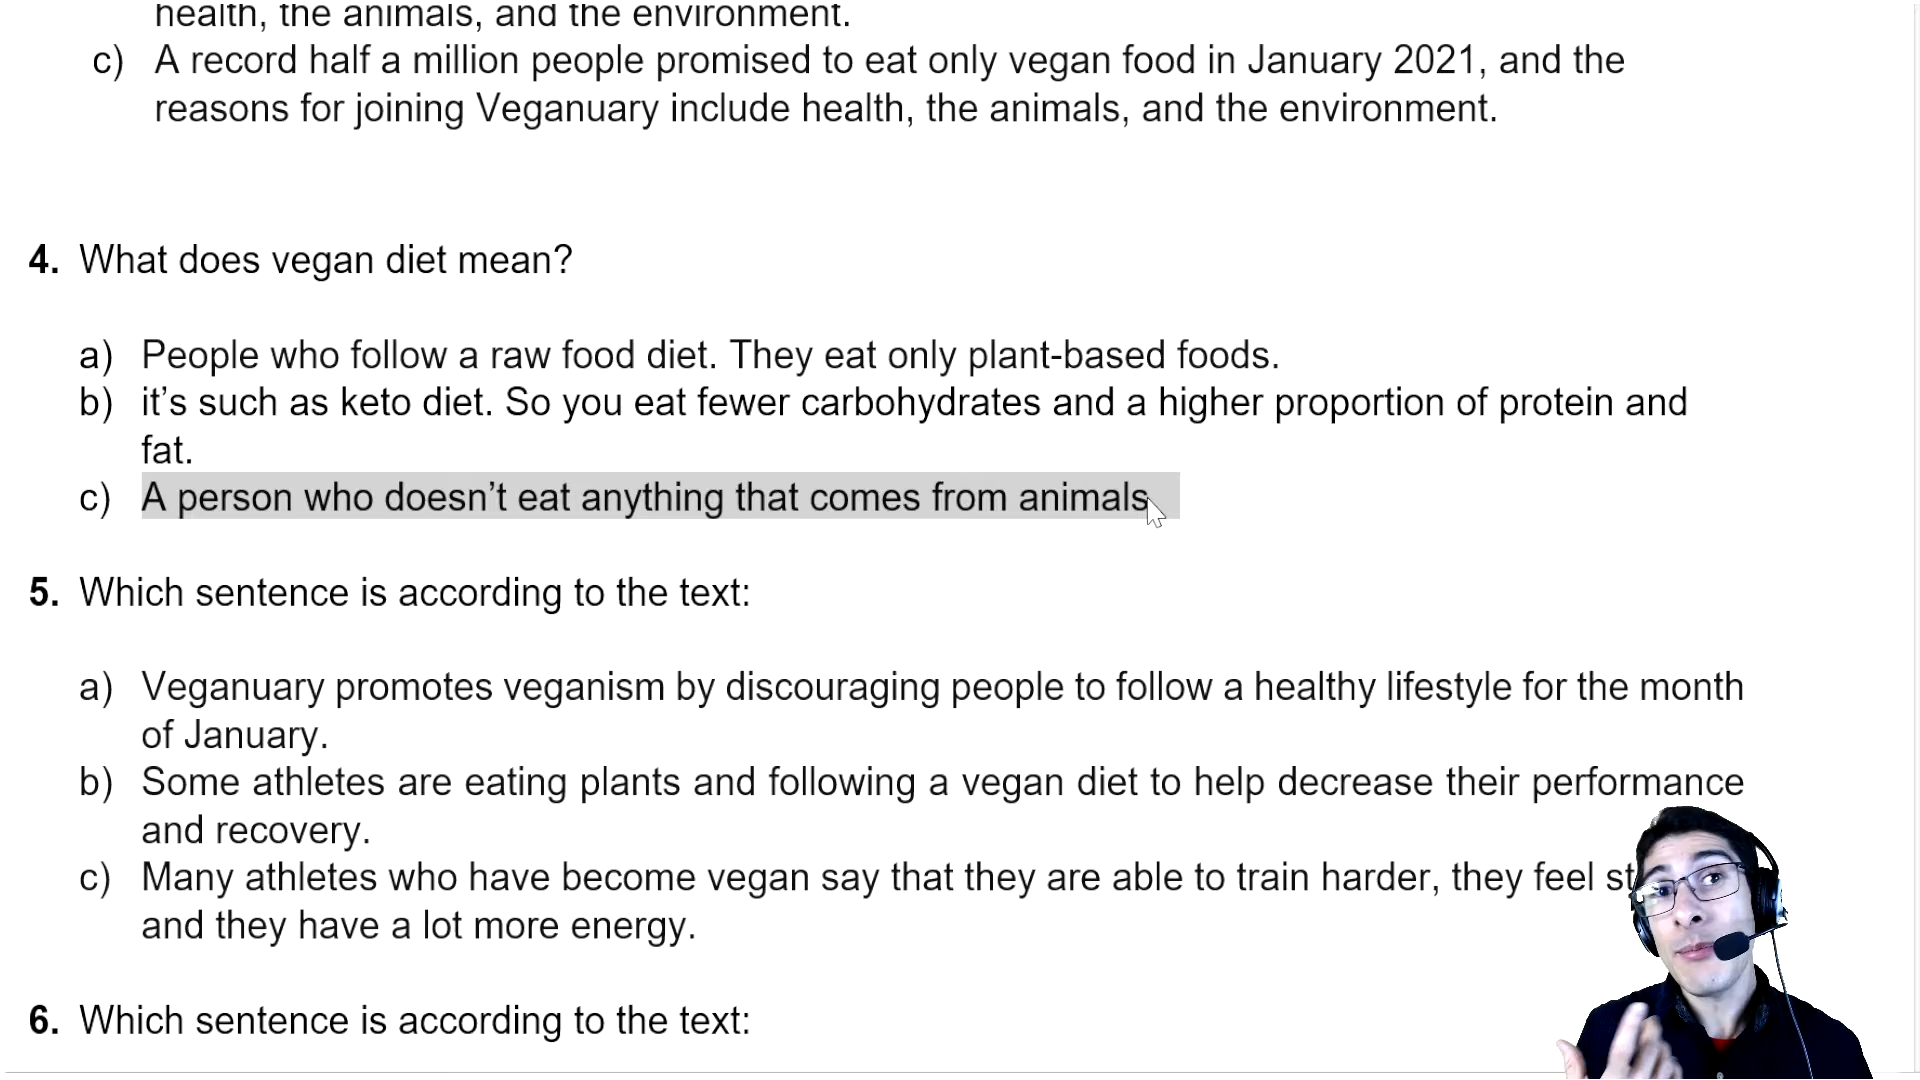 health, the animals, and the environment.
c) A record half a million people promised to eat only vegan food in January 2021, and the
reasons for joining Veganuary include health, the animals, and the environment.
4. What does vegan diet mean?
a) People who follow a raw food diet. They eat only plant-based foods.
b) it’s such as keto diet. So you eat fewer carbohydrates and a higher proportion of protein and
fat.
c) A person who doesn’t eat anything that comes from animals
5. Which sentence is according to the text:
a) Veganuary promotes veganism by discouraging people to follow a healthy lifestyle for the month
of January.
b) Some athletes are eating plants and following a vegan diet to help decrease their performance
and recovery.
c) Many athletes who have become vegan say that they are able to train harder, they feel
and they have a lot more energy.
6. Which sentence is according to the text: